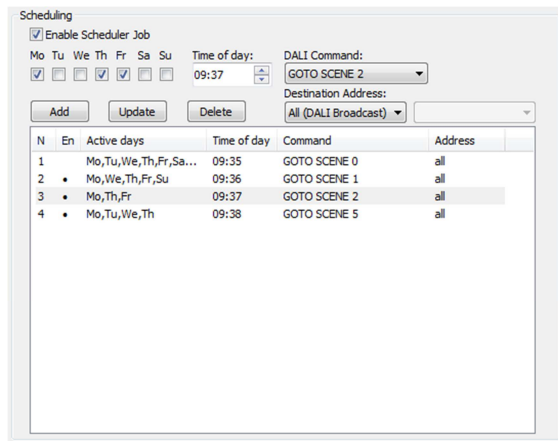 Scheduling
Enable Scheduler Job
Mo Tu We Th Fr Sa Su Time of day: DALI Command:
09:37 GOTO SCENE 2
Destination Address:
Add Update Delete All (DALI Broadcast)
N En Active days Time of day Command Address
1 Mo,Tu,We,Th,Fr,Sa... 09:35 GOTO SCENE 0 all
2 • Mo,We,Th,Fr,Su 09:36 GOTO SCENE 1 all
3 • Mo,Th,Fr 09:37 GOTO SCENE 2 all
4 • Mo,Tu,We,Th 09:38 GOTO SCENE 5 all